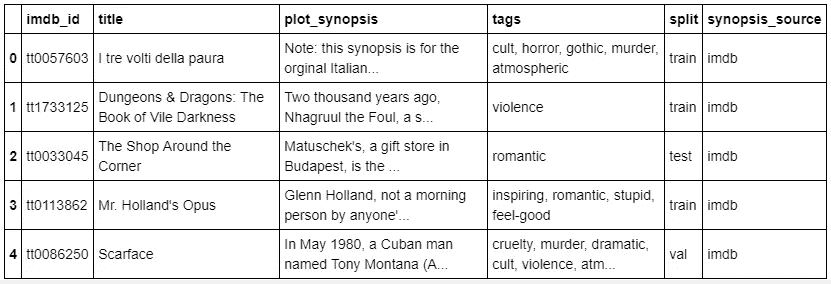 imdb_id title plot_synopsis tags split synopsis_source
0 tt0057603 I tre volti della paura Note: this synopsis is for the orginal Italian... cult, horror, gothic, murder, atmospheric train imdb
1 tt1733125 Dungeons & Dragons: The Book of Vile Darkness Two thousand years ago, Nhagruul the Foul, a s... violence train imdb
2 tt0033045 The Shop Around the Corner Matuschek's, a gift store in Budapest, is the ... romantic test imdb
3 tt0113862 Mr. Holland's Opus Glenn Holland, not a morning person by anyone'... inspiring, romantic, stupid, feel-good train imdb
4 tt0086250 Scarface In May 1980, a Cuban man named Tony Montana (A... cruelty, murder, dramatic, cult, violence, atm... val imdb